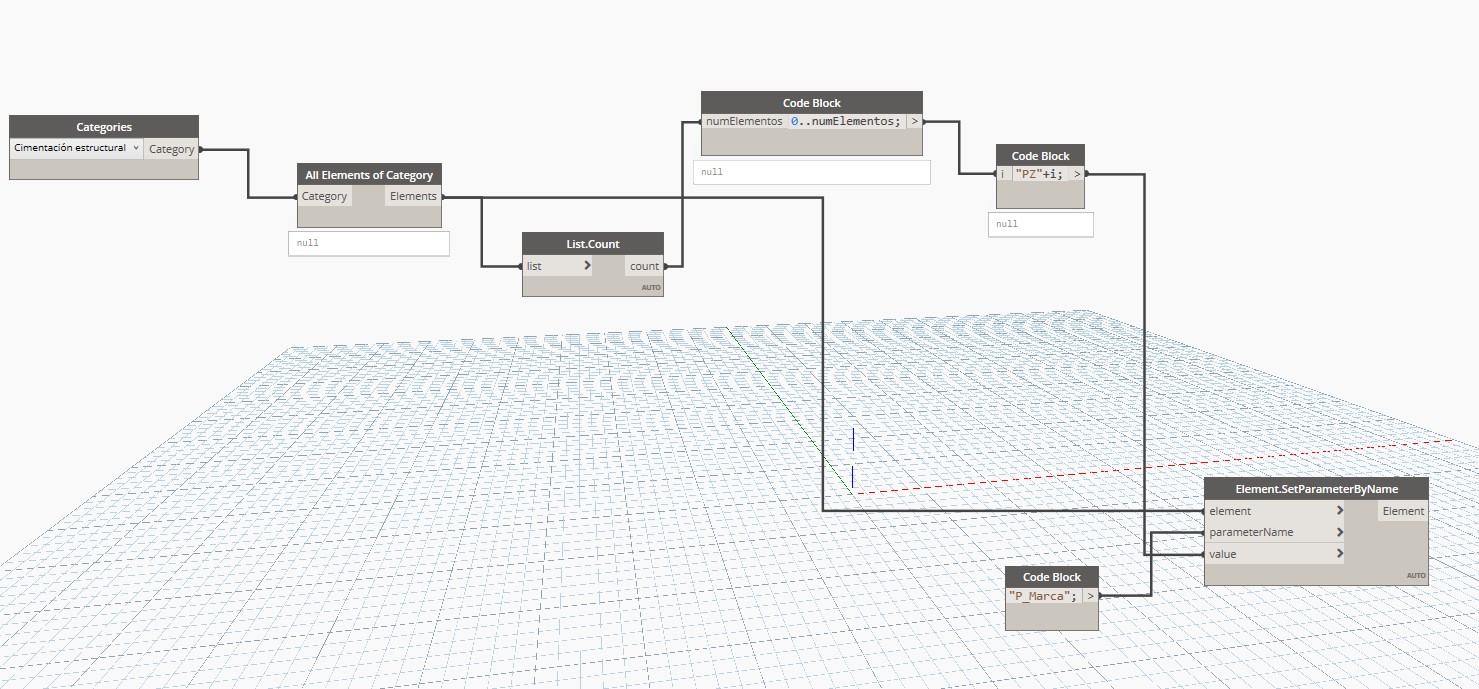 Categories
Cimentación estructural Category
All Elements of Category
Category Elements
null
List.Count
list > count
AUTO
Code Block
numElementos 0..numElementos; >
null
Code Block
i "PZ"+i; >
null
Code Block
"P_Marca"; >
Element.SetParameterByName
element > Element
parameterName >
value >
AUTO